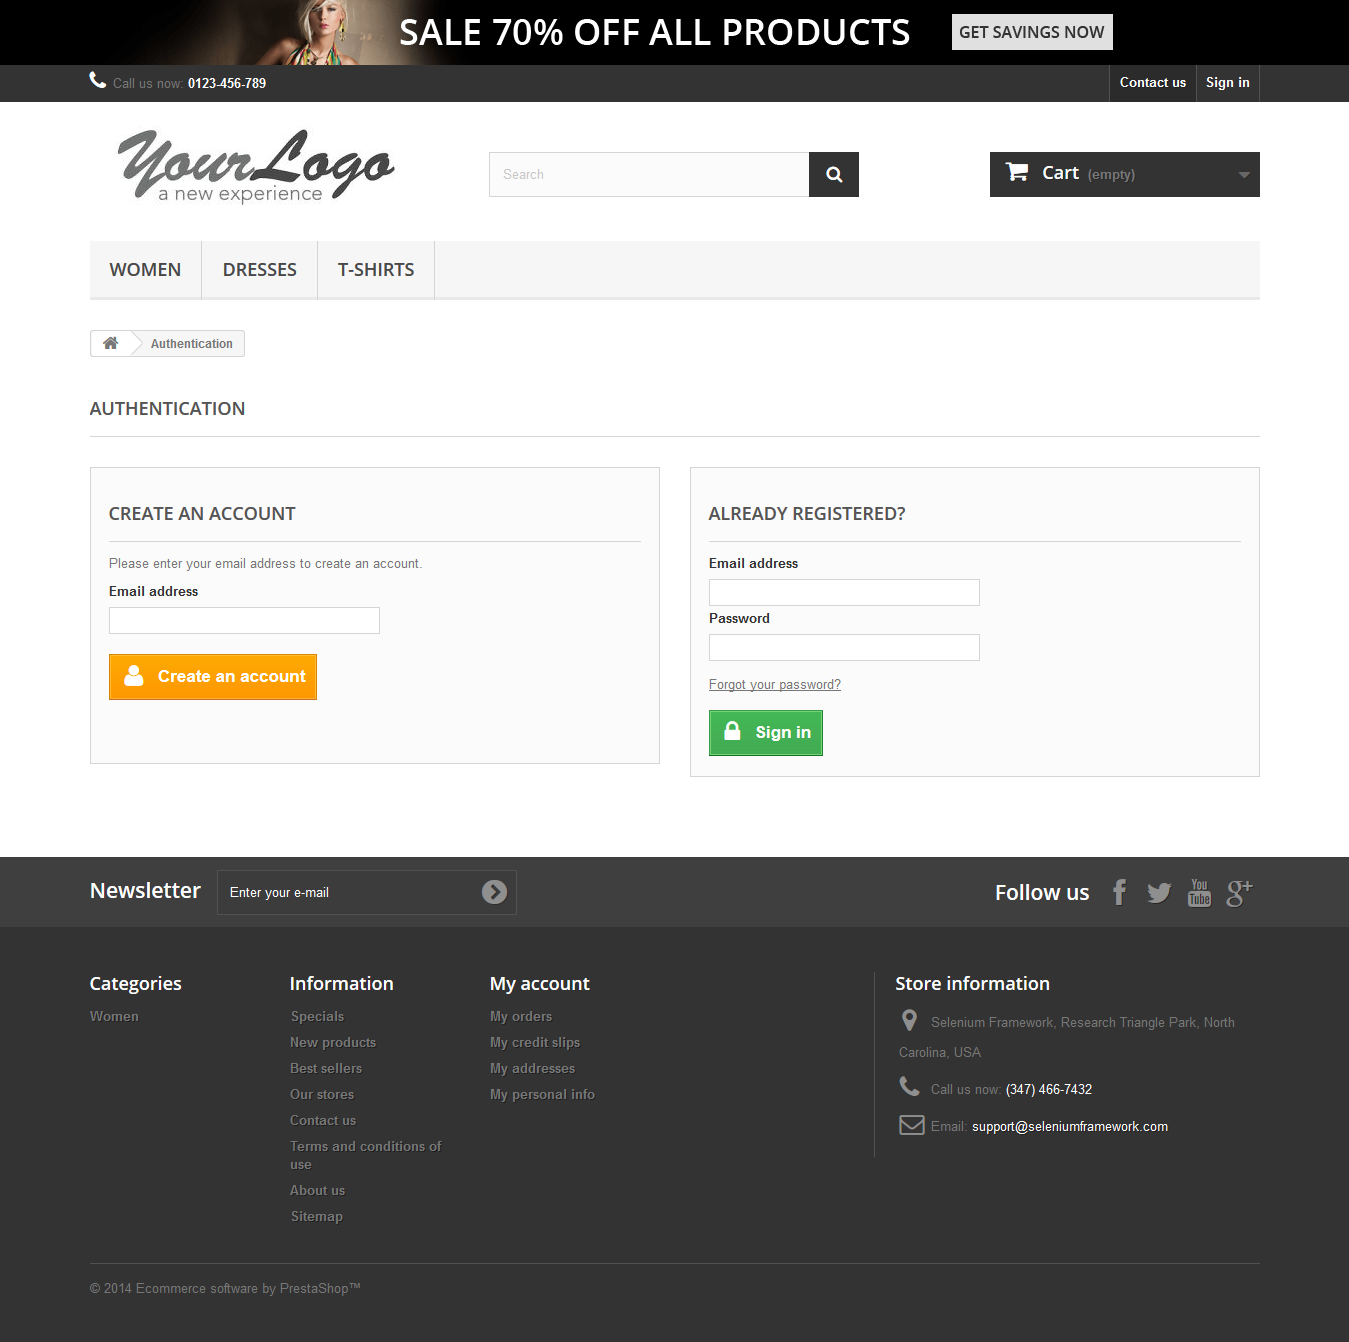 SALE 70% OFF ALL PRODUCTS GET SAVINGS NOW
Call us now: 0123-456-789 Contact us Sign in
Your Logo
a new experience
Search
Cart (empty)
WOMEN DRESSES T-SHIRTS
Authentication
AUTHENTICATION
CREATE AN ACCOUNT
Please enter your email address to create an account.
Email address
Create an account
ALREADY REGISTERED?
Email address
Password
Forgot your password?
Sign in
Newsletter Enter your e-mail Follow us You Tube g+
Categories
Women
Information
Specials
New products
Best sellers
Our stores
Contact us
Terms and conditions of
use
About us
Sitemap
My account
My orders
My credit slips
My addresses
My personal info
Store information
Selenium Framework, Research Triangle Park, North
Carolina, USA
Call us now: (347) 466-7432
Email: support@seleniumframework.com
© 2014 Ecommerce software by PrestaShop™